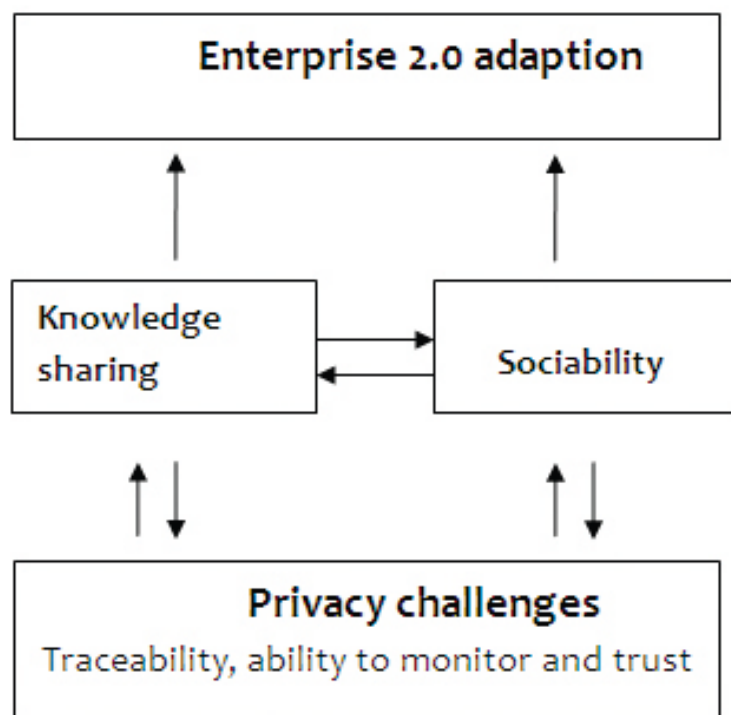 Enterprise 2.0 adaption
Knowledge
sharing
Sociability
Privacy challenges
Traceability, ability to monitor and trust